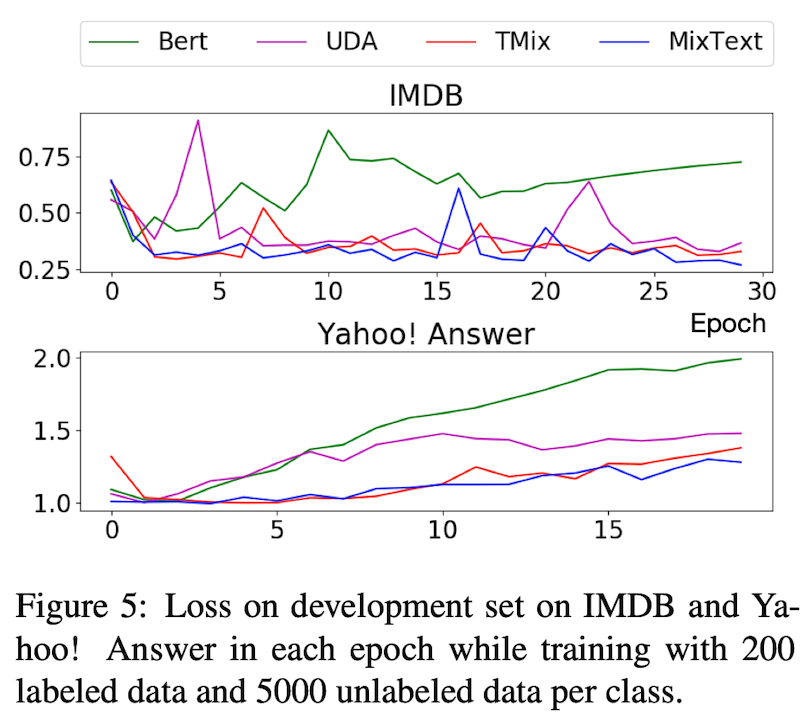 Bert UDA TMix MixText
IMDB
0.75
0.50
0.25
0 5 10 15 20 25 30
Epoch
Yahoo! Answer
2.0
1.5
1.0
0 5 10 15
Figure 5: Loss on development set on IMDB and Ya-
hoo! Answer in each epoch while training with 200
labeled data and 5000 unlabeled data per class.